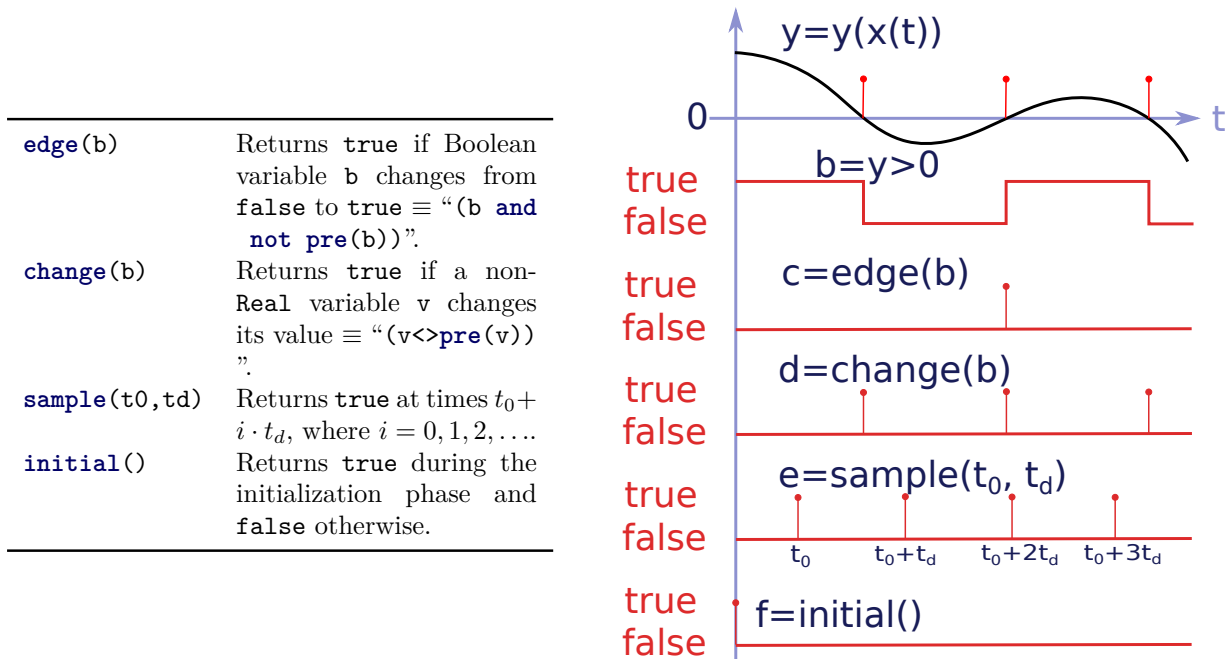 edge(b) Returns true if Boolean
variable b changes from
false to true ≡ “(b and
not pre(b))”.
change(b) Returns true if a non-
Real variable v changes
its value ≡ “(v<>pre(v))
”.
sample(t0,td) Returns true at times t₀+
i · t_d, where i = 0, 1, 2, . . ..
initial() Returns true during the
initialization phase and
false otherwise.
y=y(x(t))
0
t
b=y>0
true
false
c=edge(b)
true
false
d=change(b)
true
false
e=sample(t₀, t_d)
true
false
t₀ t₀+t_d t₀+2t_d t₀+3t_d
true
f=initial()
false